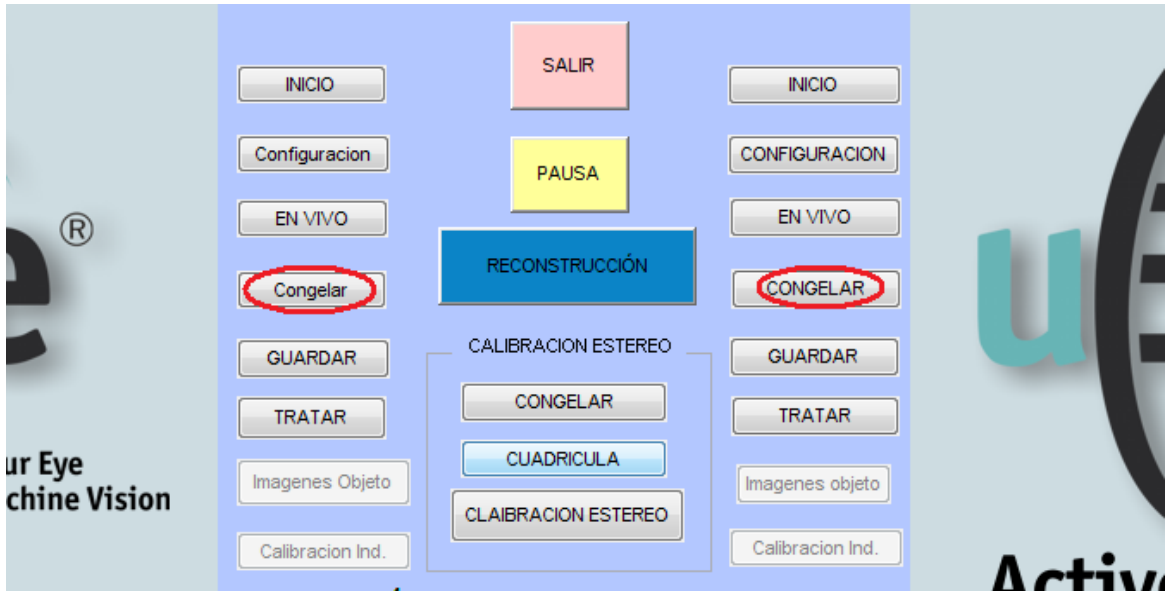 e®
ur Eye
chine Vision
INICIO
Configuracion
EN VIVO
Congelar
GUARDAR
TRATAR
Imagenes Objeto
Calibracion Ind.
SALIR
PAUSA
RECONSTRUCCIÓN
CALIBRACION ESTEREO
CONGELAR
CUADRICULA
CLAIBRACION ESTEREO
INICIO
CONFIGURACION
EN VIVO
CONGELAR
GUARDAR
TRATAR
Imagenes objeto
Calibracion Ind.
u
Active